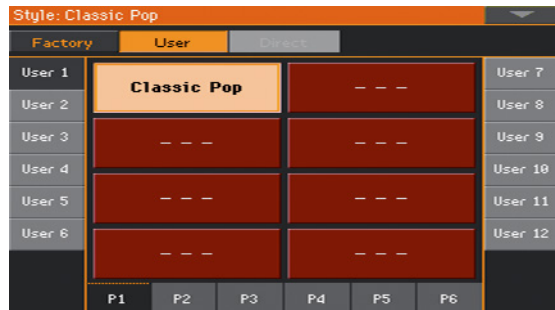 Style: Classic Pop
Factory User Direct
User 1 Classic Pop - - - User 7
User 2 User 8
User 3 - - - - - - User 9
User 4 User 10
User 5 - - - - - - User 11
User 6 - - - - - - User 12
P1 P2 P3 P4 P5 P6